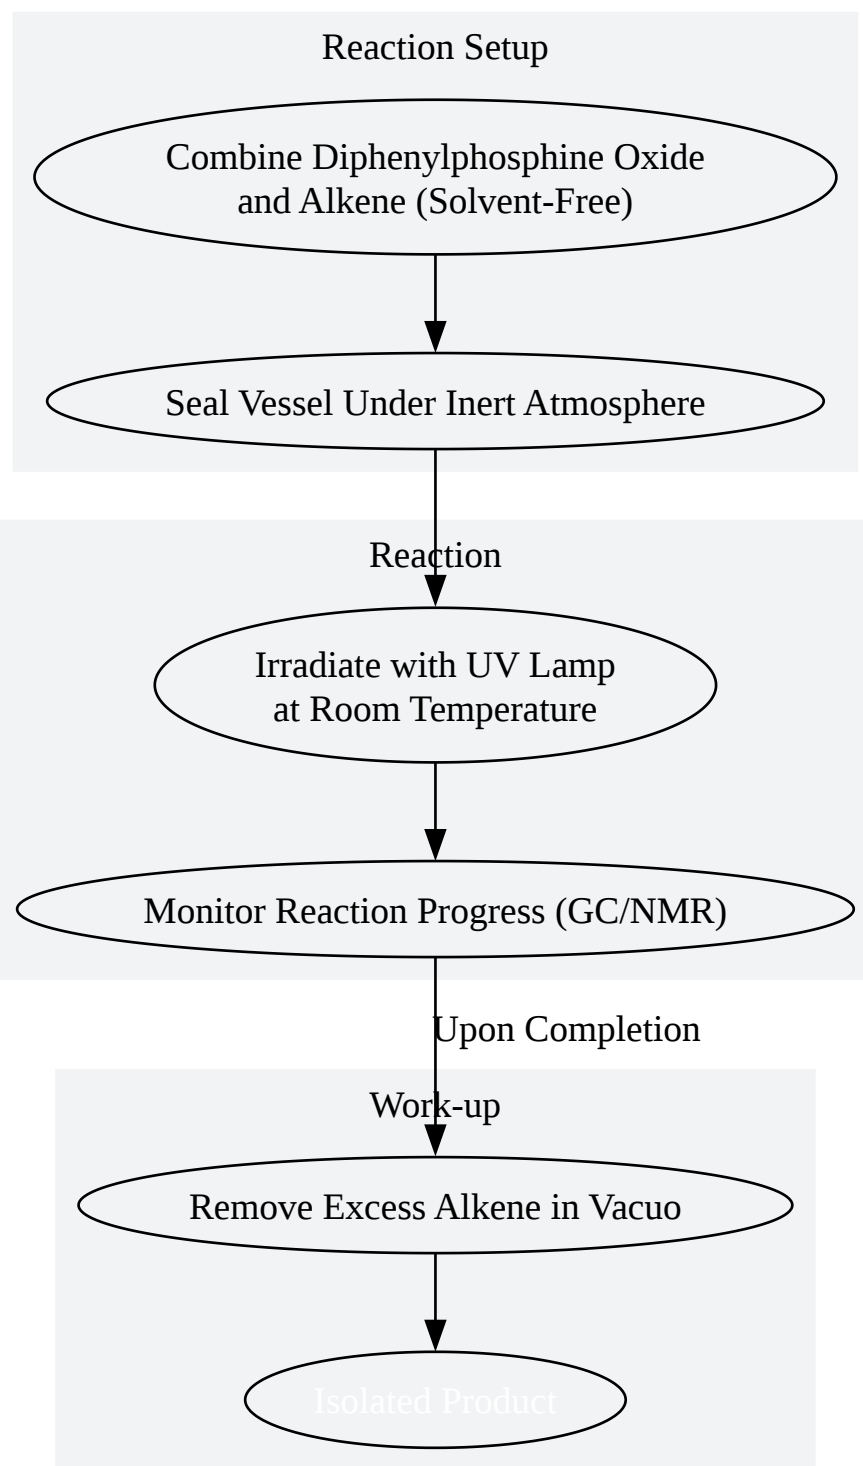 Reaction Setup
Combine Diphenylphosphine Oxide
and Alkene (Solvent-Free)
Seal Vessel Under Inert Atmosphere
Reaction
Irradiate with UV Lamp
at Room Temperature
Monitor Reaction Progress (GC/NMR)
Upon Completion
Work-up
Remove Excess Alkene in Vacuo
Isolated Product